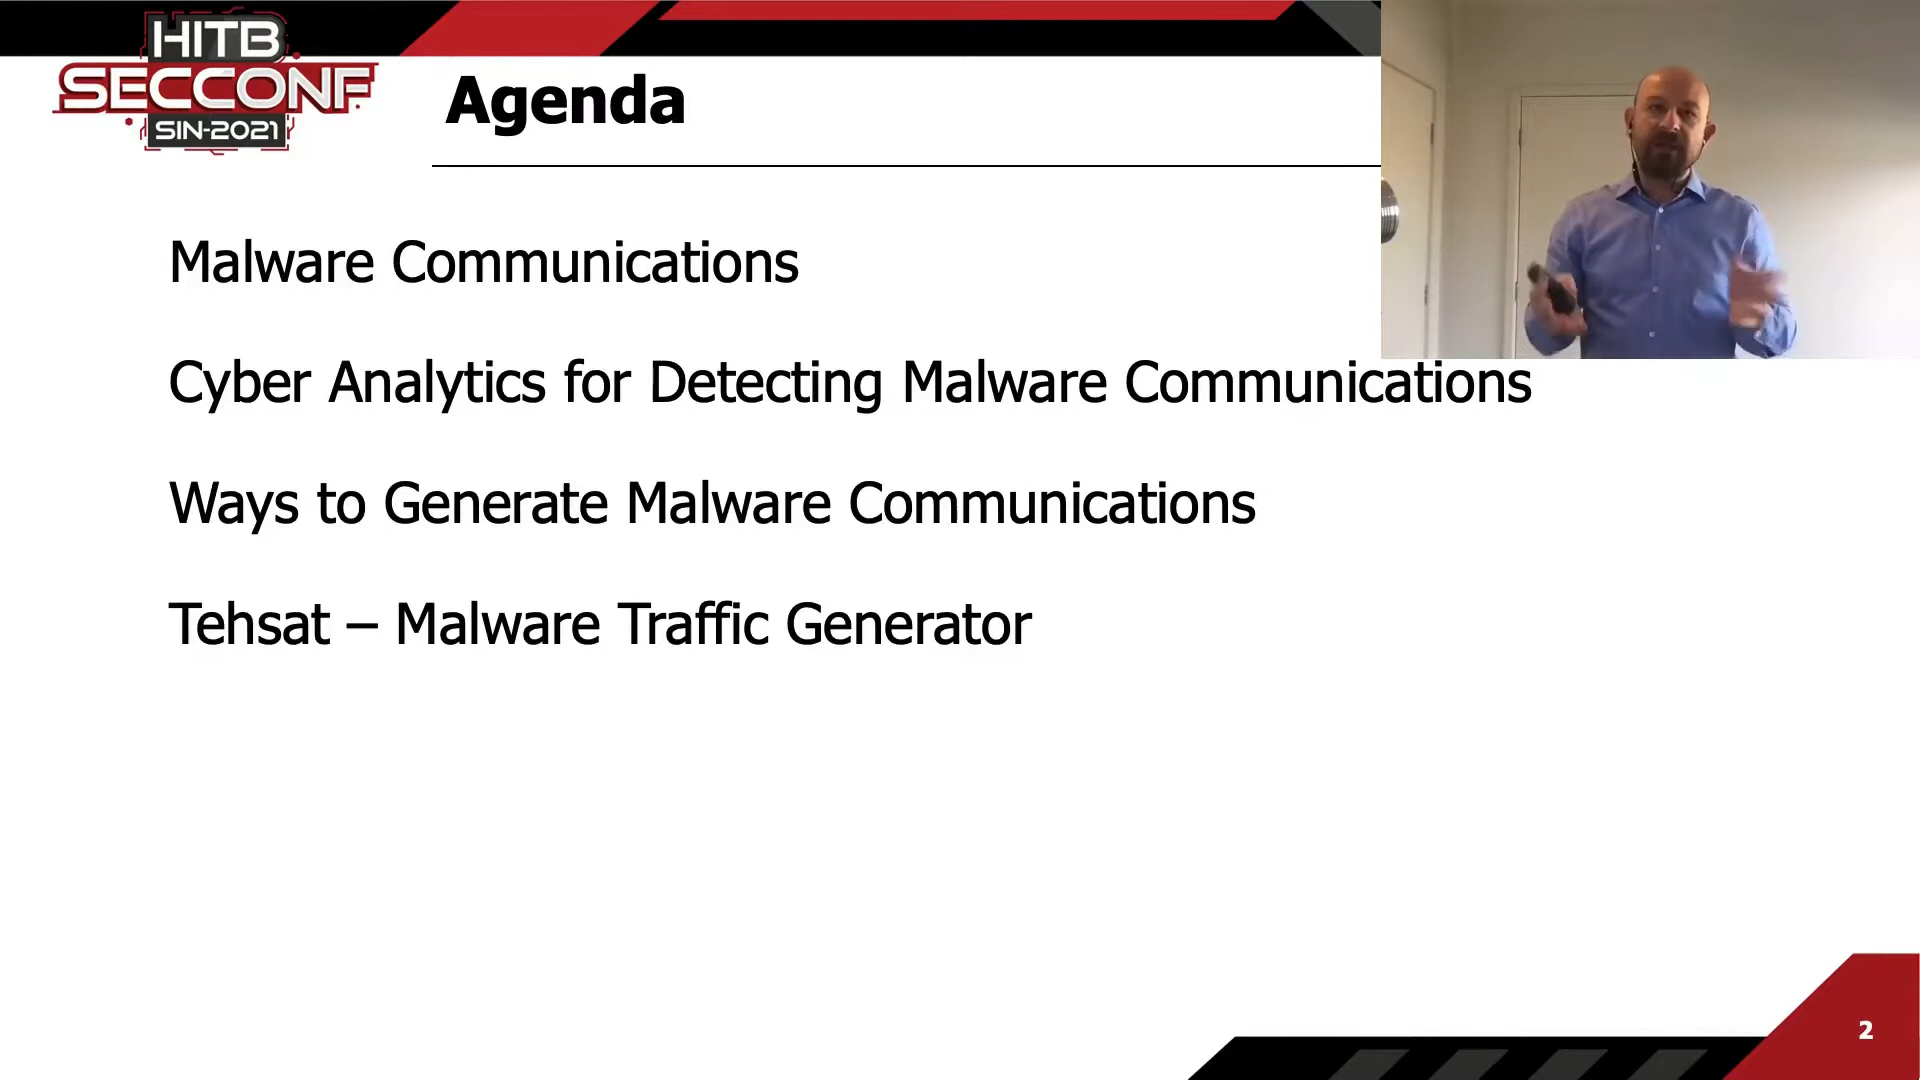 HITB
SECCONF
SIN-2021
Agenda
Malware Communications
Cyber Analytics for Detecting Malware Communications
Ways to Generate Malware Communications
Tehsat – Malware Traffic Generator
2